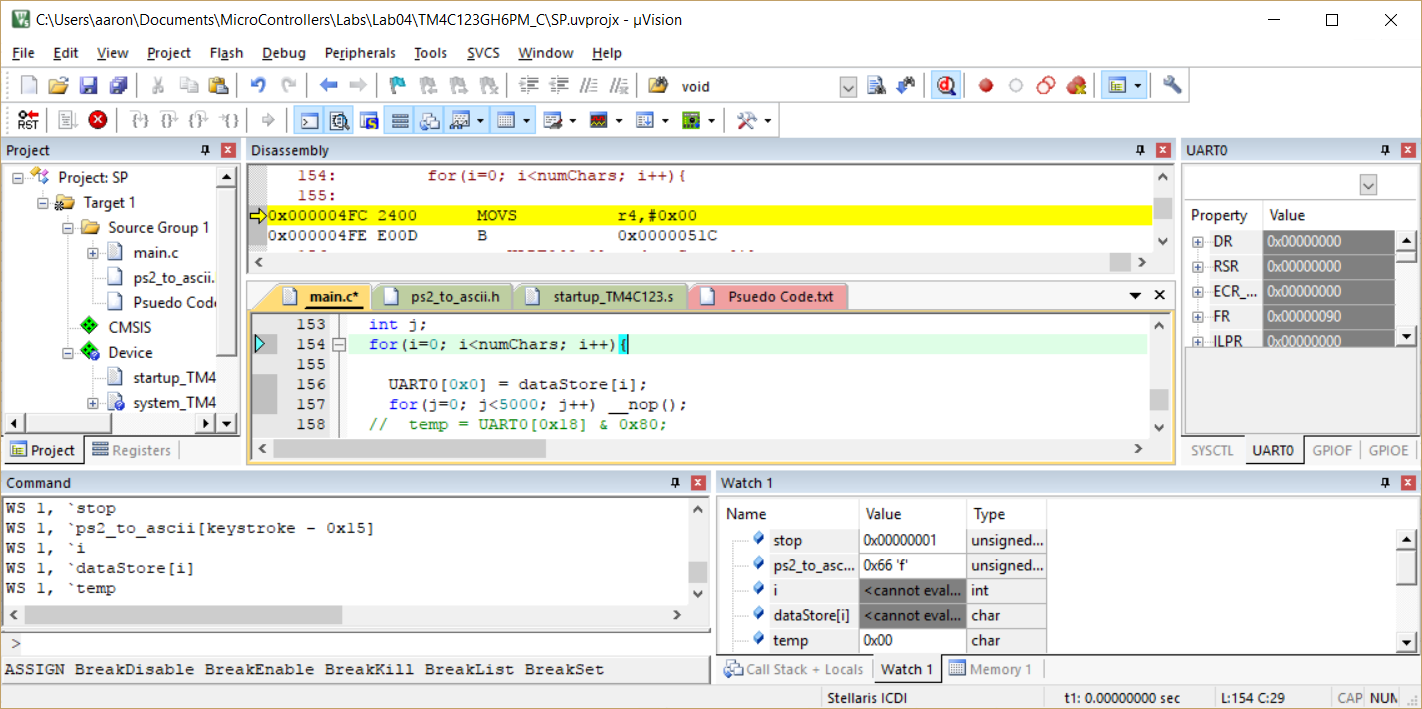 C:\Users\aaron\Documents\MicroControllers\Labs\Lab04\TM4C123GH6PM_C\SP.uvprojx - µVision
File Edit View Project Flash Debug Peripherals Tools SVCS Window Help
void
RST
Project
Project: SP
Target 1
Source Group 1
main.c
ps2_to_ascii.
Psuedo Code
CMSIS
Device
startup_TM4
system_TM4
Project Registers
Disassembly
154: for(i=0; i<numChars; i++){
155:
0x000004FC 2400 MOVS r4,#0x00
0x000004FE E00D B 0x0000051C
main.c* ps2_to_ascii.h startup_TM4C123.s Psuedo Code.txt
153 int j;
154 for(i=0; i<numChars; i++){
155
156 UART0[0x0] = dataStore[i];
157 for(j=0; j<5000; j++) __nop();
158 // temp = UART0[0x18] & 0x80;
UART0
Property Value
DR 0x00000000
RSR 0x00000000
ECR_... 0x00000000
FR 0x00000090
ILPR 0x00000000
SYSCTL UART0 GPIOF GPIOE
Command
WS 1, `stop
WS 1, `ps2_to_ascii[keystroke - 0x15]
WS 1, `i
WS 1, `dataStore[i]
WS 1, `temp
>
ASSIGN BreakDisable BreakEnable BreakKill BreakList BreakSet
Watch 1
Name Value Type
stop 0x00000001 unsigned...
ps2_to_asc... 0x66 'f' unsigned...
i <cannot eval... int
dataStore[i] <cannot eval... char
temp 0x00 char
Call Stack + Locals Watch 1 Memory 1
Stellaris ICDI t1: 0.00000000 sec L:154 C:29 CAP NUM